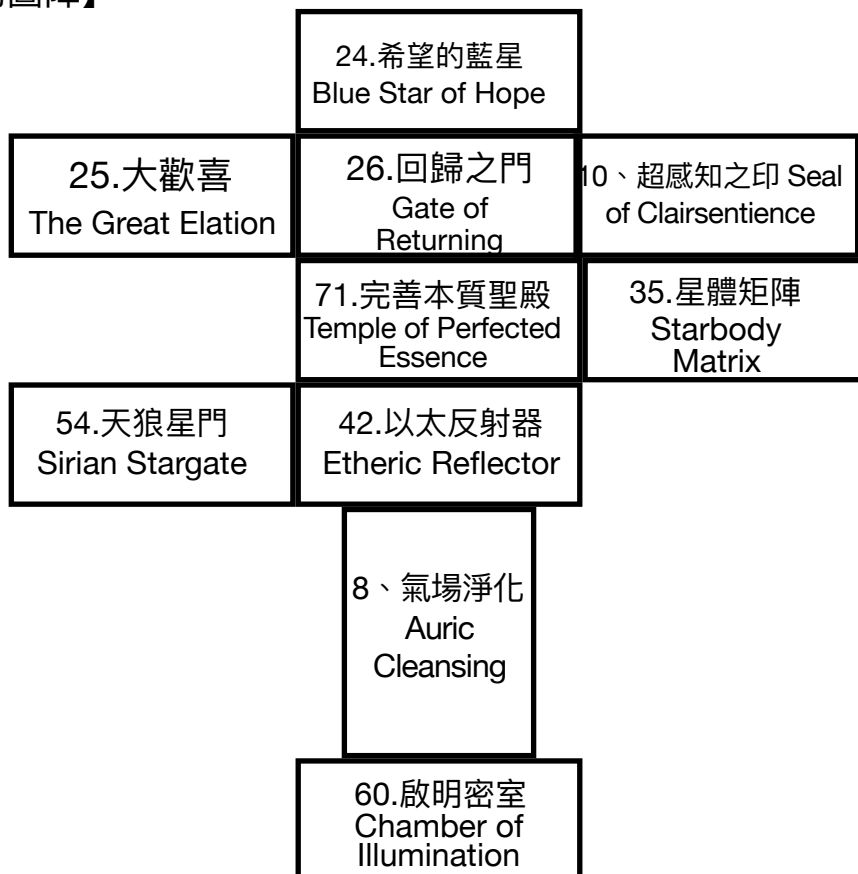 24.希望的藍星
Blue Star of Hope
25.大歡喜
The Great Elation
26.回歸之門
Gate of
Returning
10、超感知之印 Seal
of Clairsentience
71.完善本質聖殿
Temple of Perfected
Essence
35.星體矩陣
Starbody
Matrix
54.天狼星門
Sirian Stargate
42.以太反射器
Etheric Reflector
8、氣場淨化
Auric
Cleansing
60.啟明密室
Chamber of
Illumination